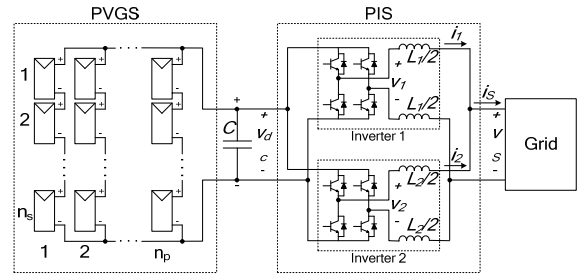 PVGS
PIS
1
2
n_s
1
2
n_p
+
-
+
-
+
-
+
-
+
-
+
-
+
-
+
-
+
-
+
C
-
+
v_d
c
-
i_1
L_1/2
+
v_1
-
L_1/2
Inverter 1
i_2
L_2/2
+
v_2
-
L_2/2
Inverter 2
i_S
+
v
s
-
Grid